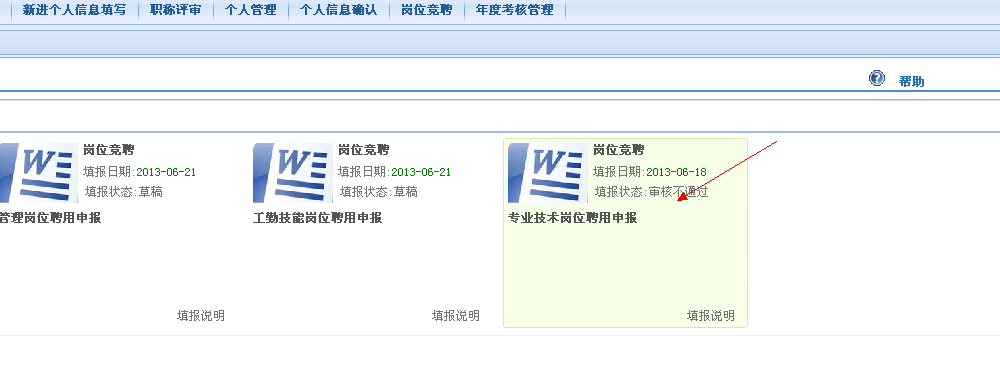 新进个人信息填写 职称评审 个人管理 个人信息确认 岗位竞聘 年度考核管理
帮助
岗位竞聘
填报日期:2013-06-21
填报状态:草稿
管理岗位聘用申报
填报说明
岗位竞聘
填报日期:2013-06-21
填报状态:草稿
工勤技能岗位聘用申报
填报说明
岗位竞聘
填报日期:2013-06-18
填报状态:审核不通过
专业技术岗位聘用申报
填报说明